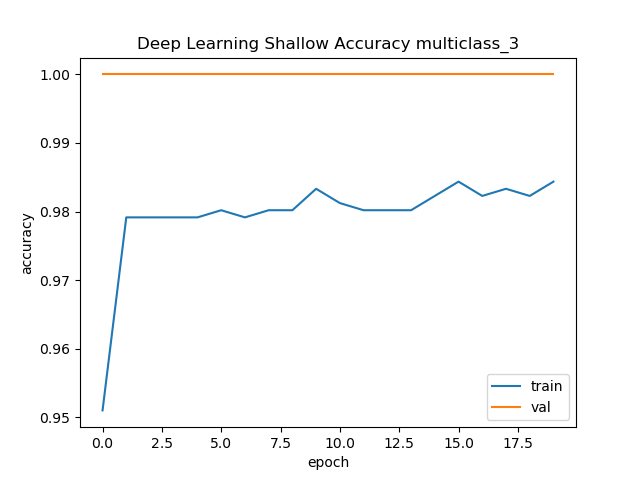 Deep Learning Shallow Accuracy multiclass_3
accuracy
1.00
0.99
0.98
0.97
0.96
0.95
train
val
0.0 2.5 5.0 7.5 10.0 12.5 15.0 17.5
epoch